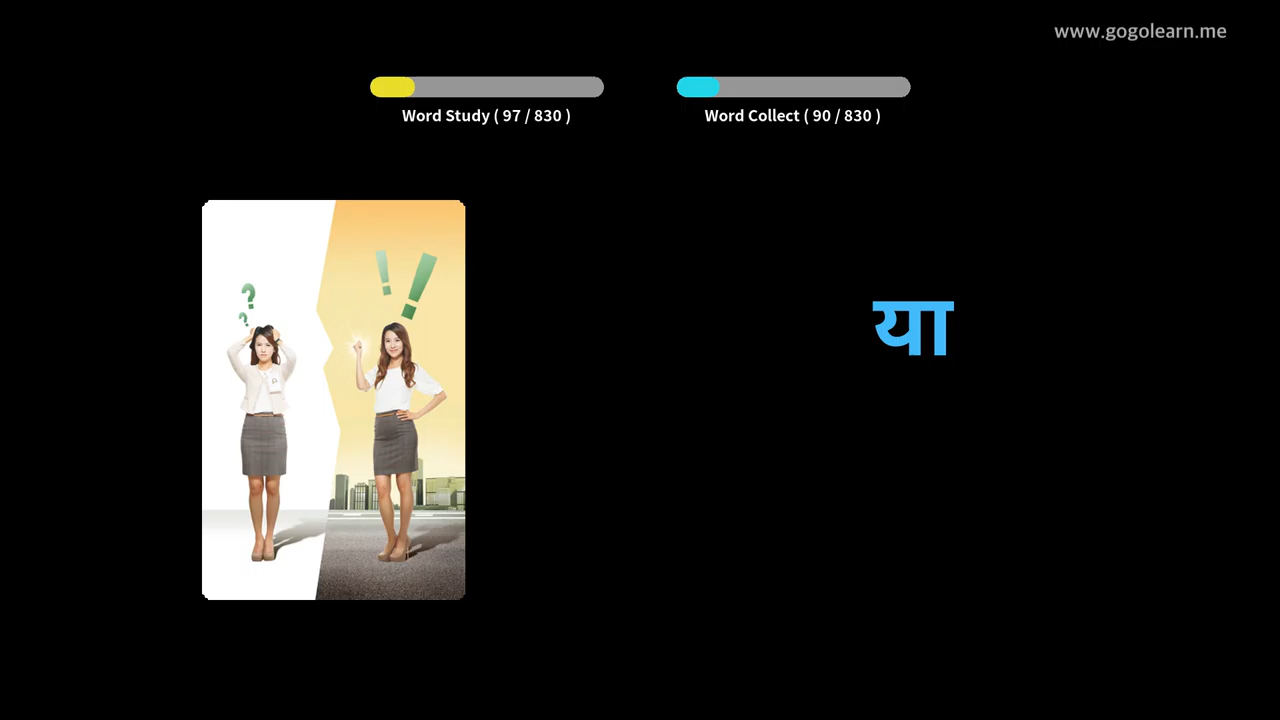 www.gogolearn.me
Word Study ( 97 / 830 )
Word Collect ( 90 / 830 )
? ?
! !
या